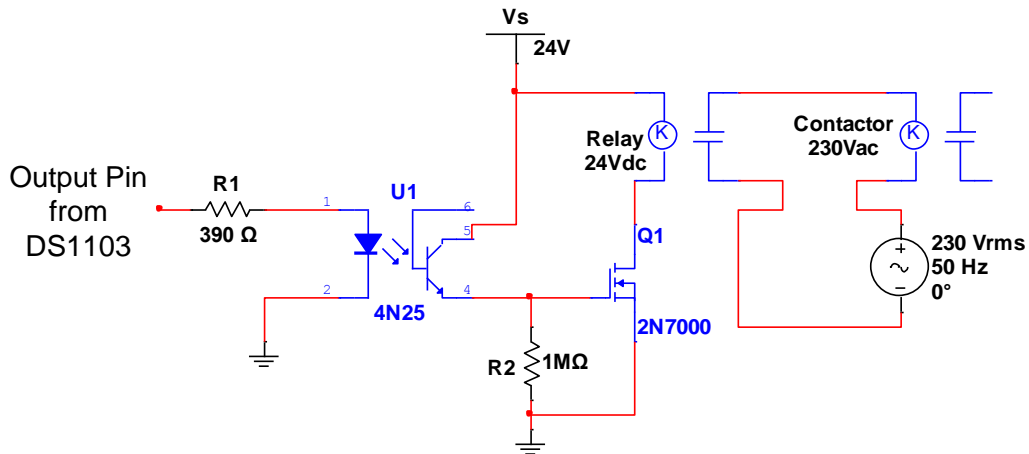 Vs
24V
Relay
24Vdc
K
Contactor
230Vac
K
Output Pin
from
DS1103
R1
390 Ω
1
2
U1
4N25
6
5
4
Q1
2N7000
R2
1MΩ
+
~
−
230 Vrms
50 Hz
0°